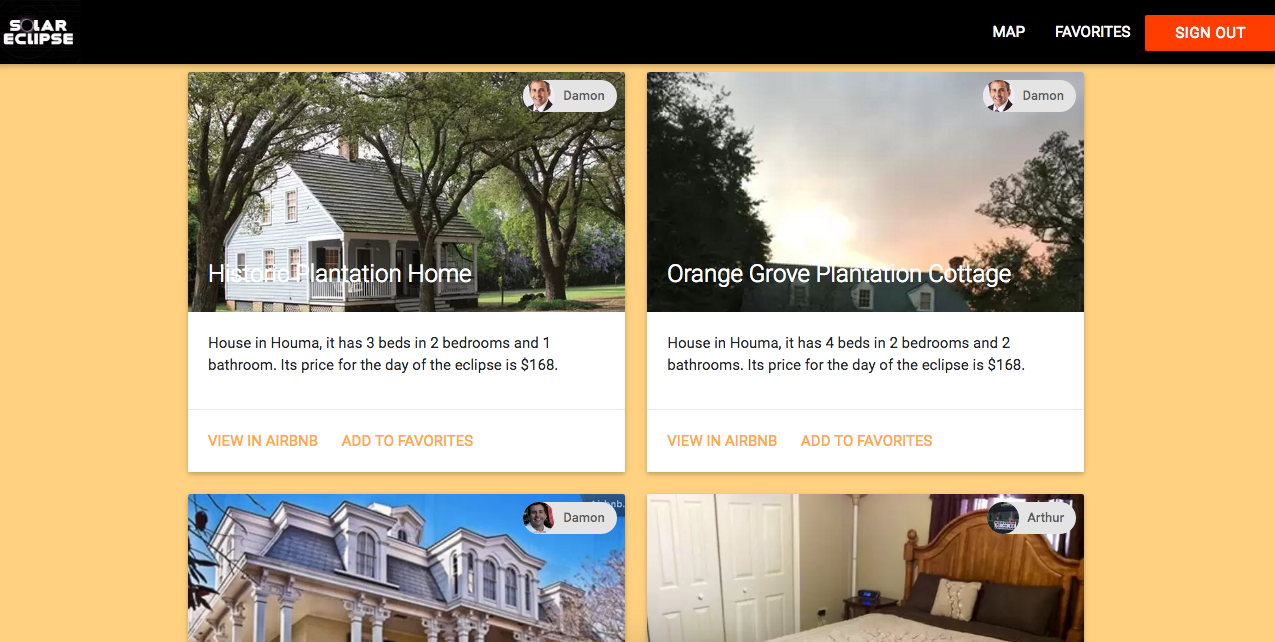 SOLAR
ECLIPSE
MAP
FAVORITES
SIGN OUT
Damon
Historic Plantation Home
House in Houma, it has 3 beds in 2 bedrooms and 1
bathroom. Its price for the day of the eclipse is $168.
VIEW IN AIRBNB
ADD TO FAVORITES
Damon
Orange Grove Plantation Cottage
House in Houma, it has 4 beds in 2 bedrooms and 2
bathrooms. Its price for the day of the eclipse is $168.
VIEW IN AIRBNB
ADD TO FAVORITES
Damon
Arthur